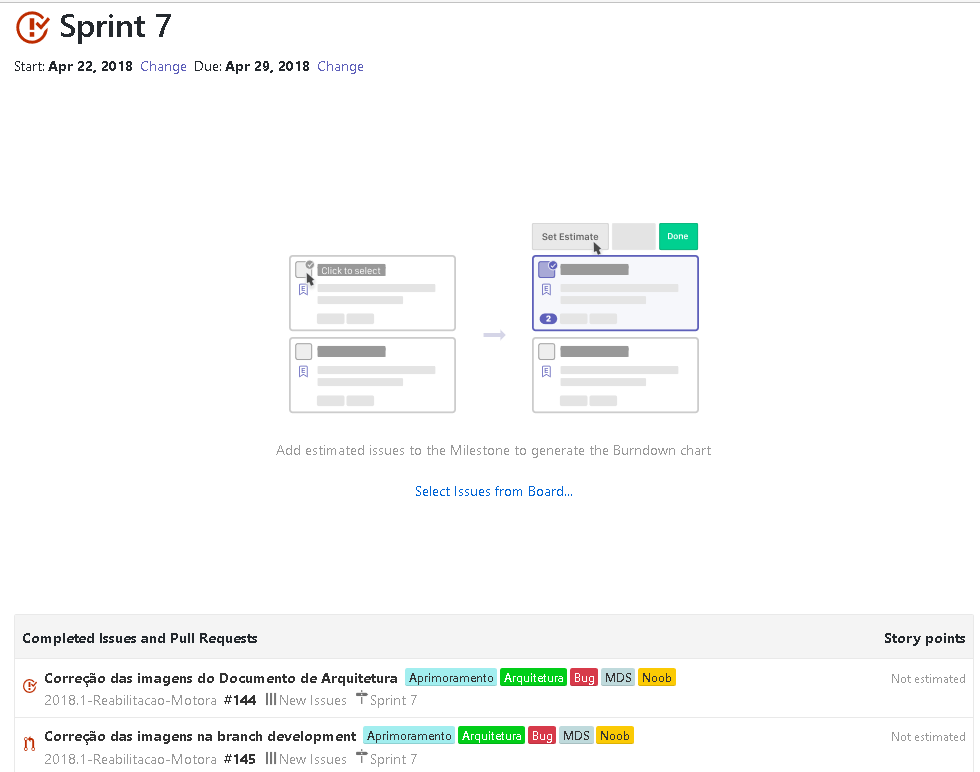 Sprint 7
Start: Apr 22, 2018 Change Due: Apr 29, 2018 Change
Set Estimate Done
Click to select
E
2
E
E
E
Add estimated issues to the Milestone to generate the Burndown chart
Select Issues from Board...
Completed Issues and Pull Requests Story points
Correção das imagens do Documento de Arquitetura Aprimoramento Arquitetura Bug MDS Noob Not estimated
2018.1-Reabilitacao-Motora #144 New Issues Sprint 7
Correção das imagens na branch development Aprimoramento Arquitetura Bug MDS Noob Not estimated
2018.1-Reabilitacao-Motora #145 New Issues Sprint 7